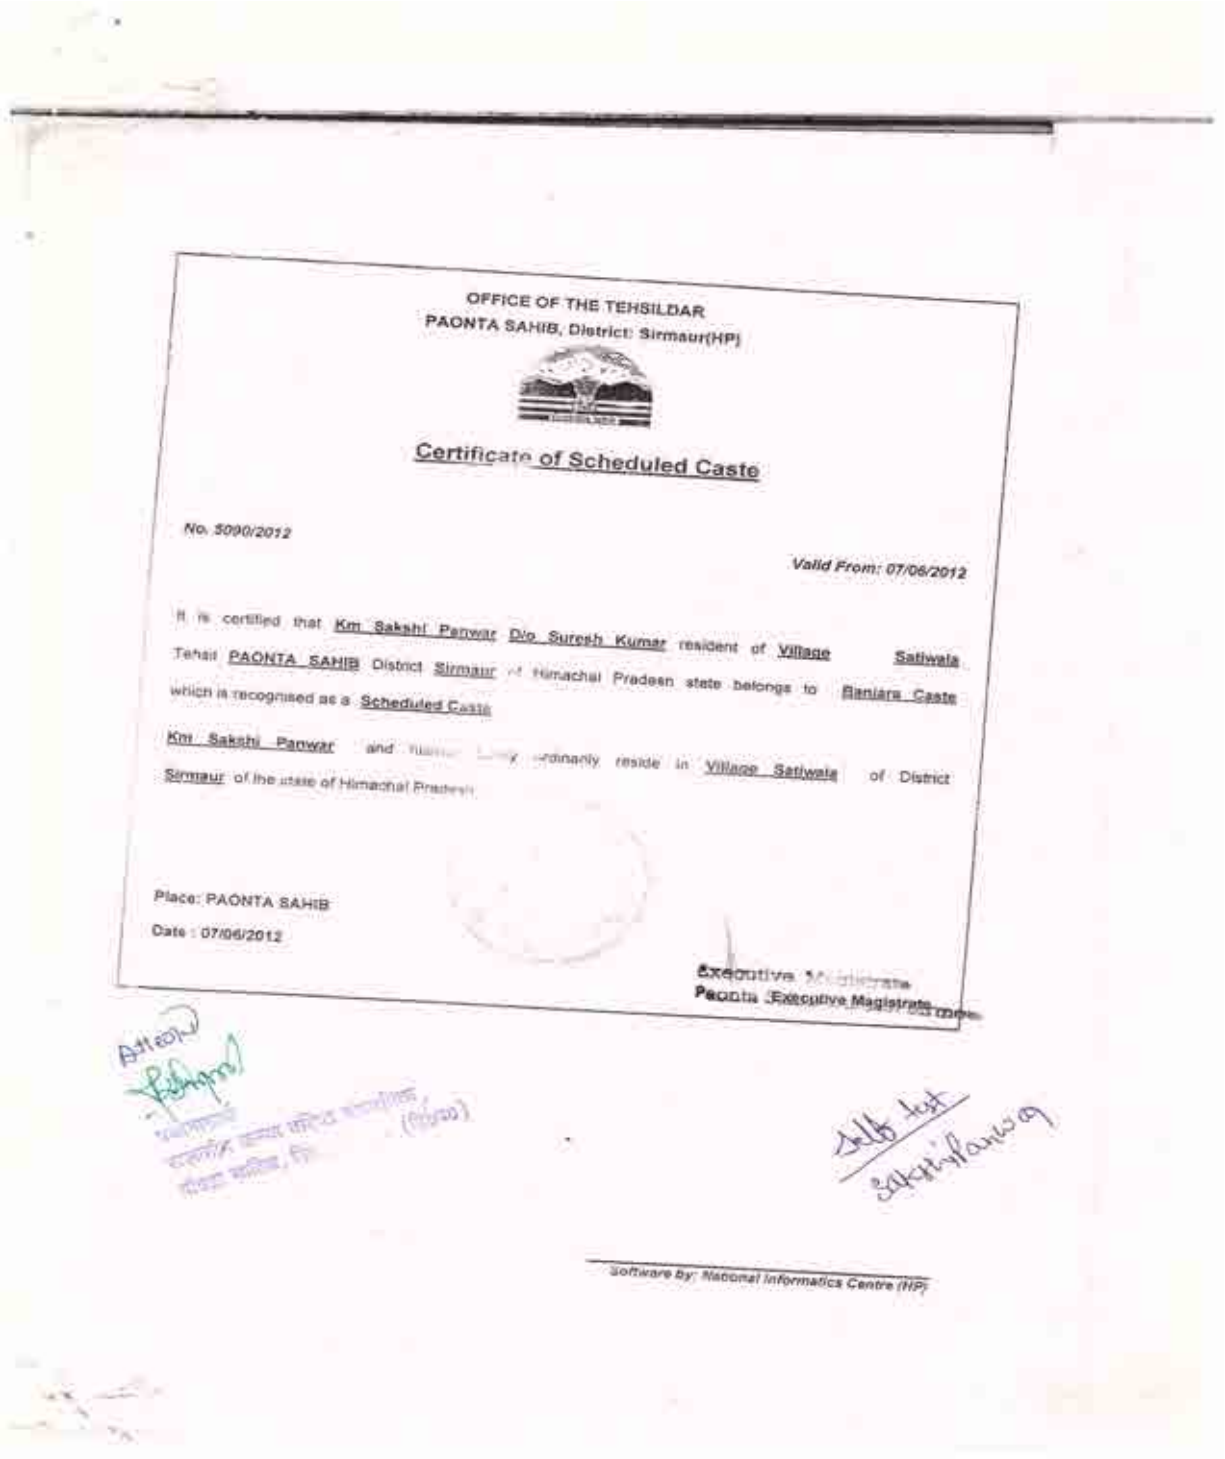 OFFICE OF THE TEHSILDAR
PAONTA SAHIB, District: Sirmaur(HP)
Certificate of Scheduled Caste
No. 5090/2012
Valid From: 07/06/2012
It is certified that Km Sakshi Panwar D/o Suresh Kumar resident of Village Satiwala
Tehsil PAONTA SAHIB District Sirmaur of Himachal Pradesh state belongs to Banjara Caste
which is recognised as a Scheduled Caste
Km Sakshi Panwar and reside in Village Satiwala of District
Sirmaur of the state of Himachal Pradesh
Place: PAONTA SAHIB
Date : 07/06/2012
Executive Magistrate
Paonta Executive Magistrate
Self test
Sakshi Panwar
Software by: National Informatics Centre (HP)